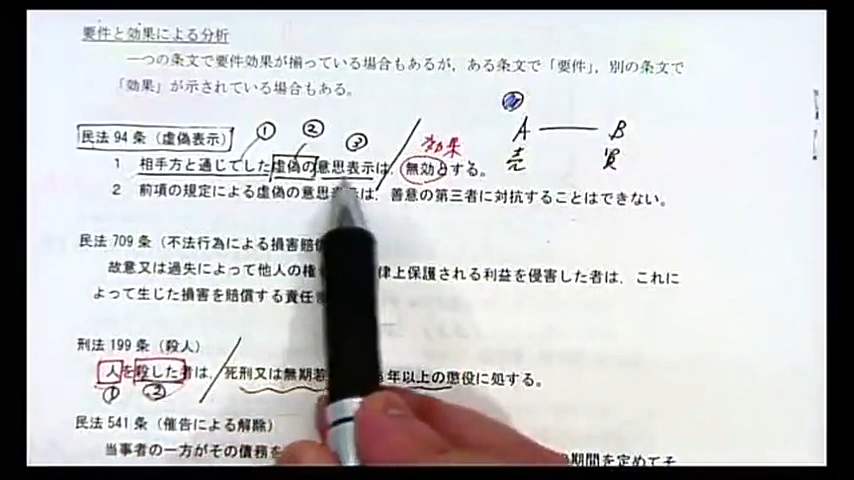 要件と効果による分析
一つの条文で要件効果が揃っている場合もあるが，ある条文で「要件」，別の条文で
「効果」が示されている場合もある。
① ② ③ 効果 A — B
民法 94 条（虚偽表示） 売 買
1 相手方と通じてした虚偽の意思表示は，無効とする。
2 前項の規定による虚偽の意思表示は，善意の第三者に対抗することはできない。
民法 709 条（不法行為による損害賠
故意又は過失によって他人の権 律上保護される利益を侵害した者は，これに
よって生じた損害を賠償する責任
刑法 199 条（殺人）
人を殺した者は，死刑又は無期若 年以上の懲役に処する。
① ②
民法 541 条（催告による解除）
当事者の一方がその債務を 期間を定めてそ